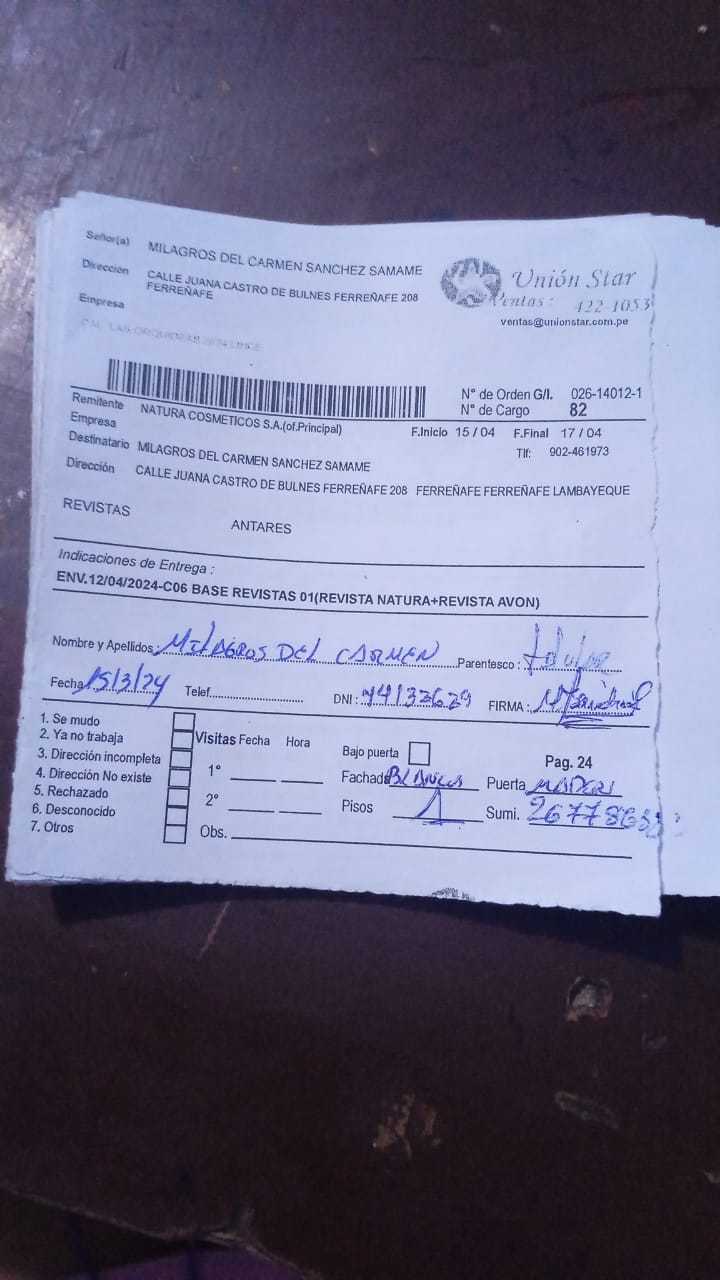 Señor(a) MILAGROS DEL CARMEN SANCHEZ SAMAME
Dirección CALLE JUANA CASTRO DE BULNES FERREÑAFE 208
FERREÑAFE
Empresa
Unión Star
Ventas: 422-1053
ventas@unionstar.com.pe
N° de Orden G/I. 026-14012-1
N° de Cargo 82
Remitente NATURA COSMETICOS S.A.(of.Principal)
Empresa
F.Inicio 15 / 04 F.Final 17 / 04
Destinatario MILAGROS DEL CARMEN SANCHEZ SAMAME
Tlf: 902-461973
Dirección CALLE JUANA CASTRO DE BULNES FERREÑAFE 208 FERREÑAFE FERREÑAFE LAMBAYEQUE
REVISTAS ANTARES
Indicaciones de Entrega :
ENV.12/04/2024-C06 BASE REVISTAS 01(REVISTA NATURA+REVISTA AVON)
Nombre y Apellidos: MILAGROS DEL CARMEN Parentesco :
Fecha 15/3/24 Telef. DNI : FIRMA :
1. Se mudo
2. Ya no trabaja
3. Dirección incompleta
4. Dirección No existe
5. Rechazado
6. Desconocido
7. Otros
Visitas Fecha Hora
1°
2°
Obs.
Bajo puerta
Pag. 24
Fachada BLANCA Puerta MADERA
Pisos 1 Sumi.